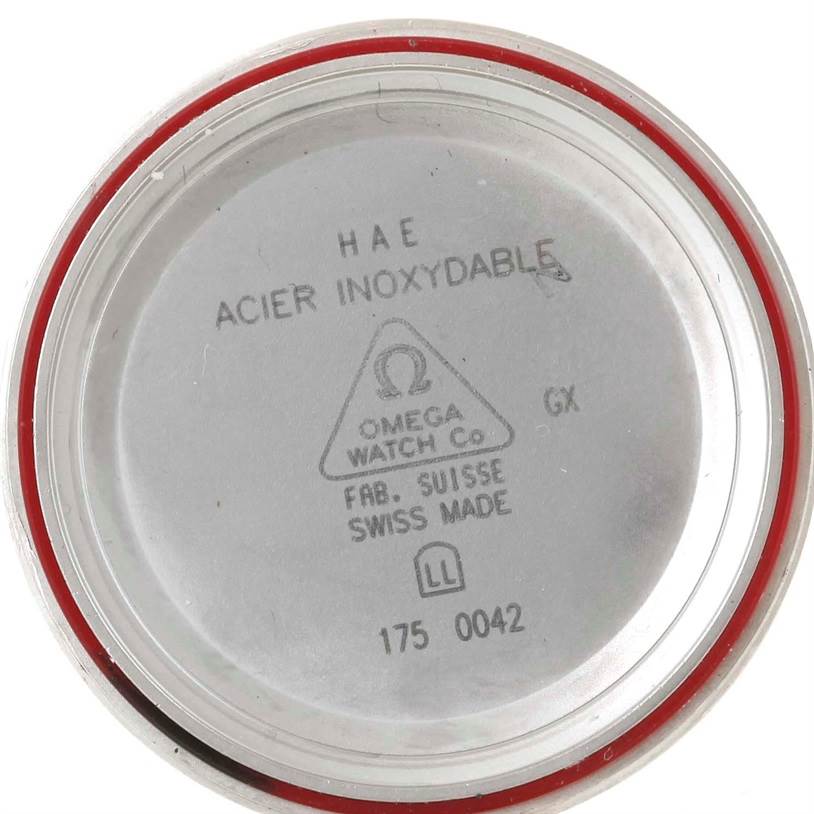 HAE
ACIER INOXYDABLE
Ω
OMEGA
WATCH Co
GX
FAB. SUISSE
SWISS MADE
LL
175 0042